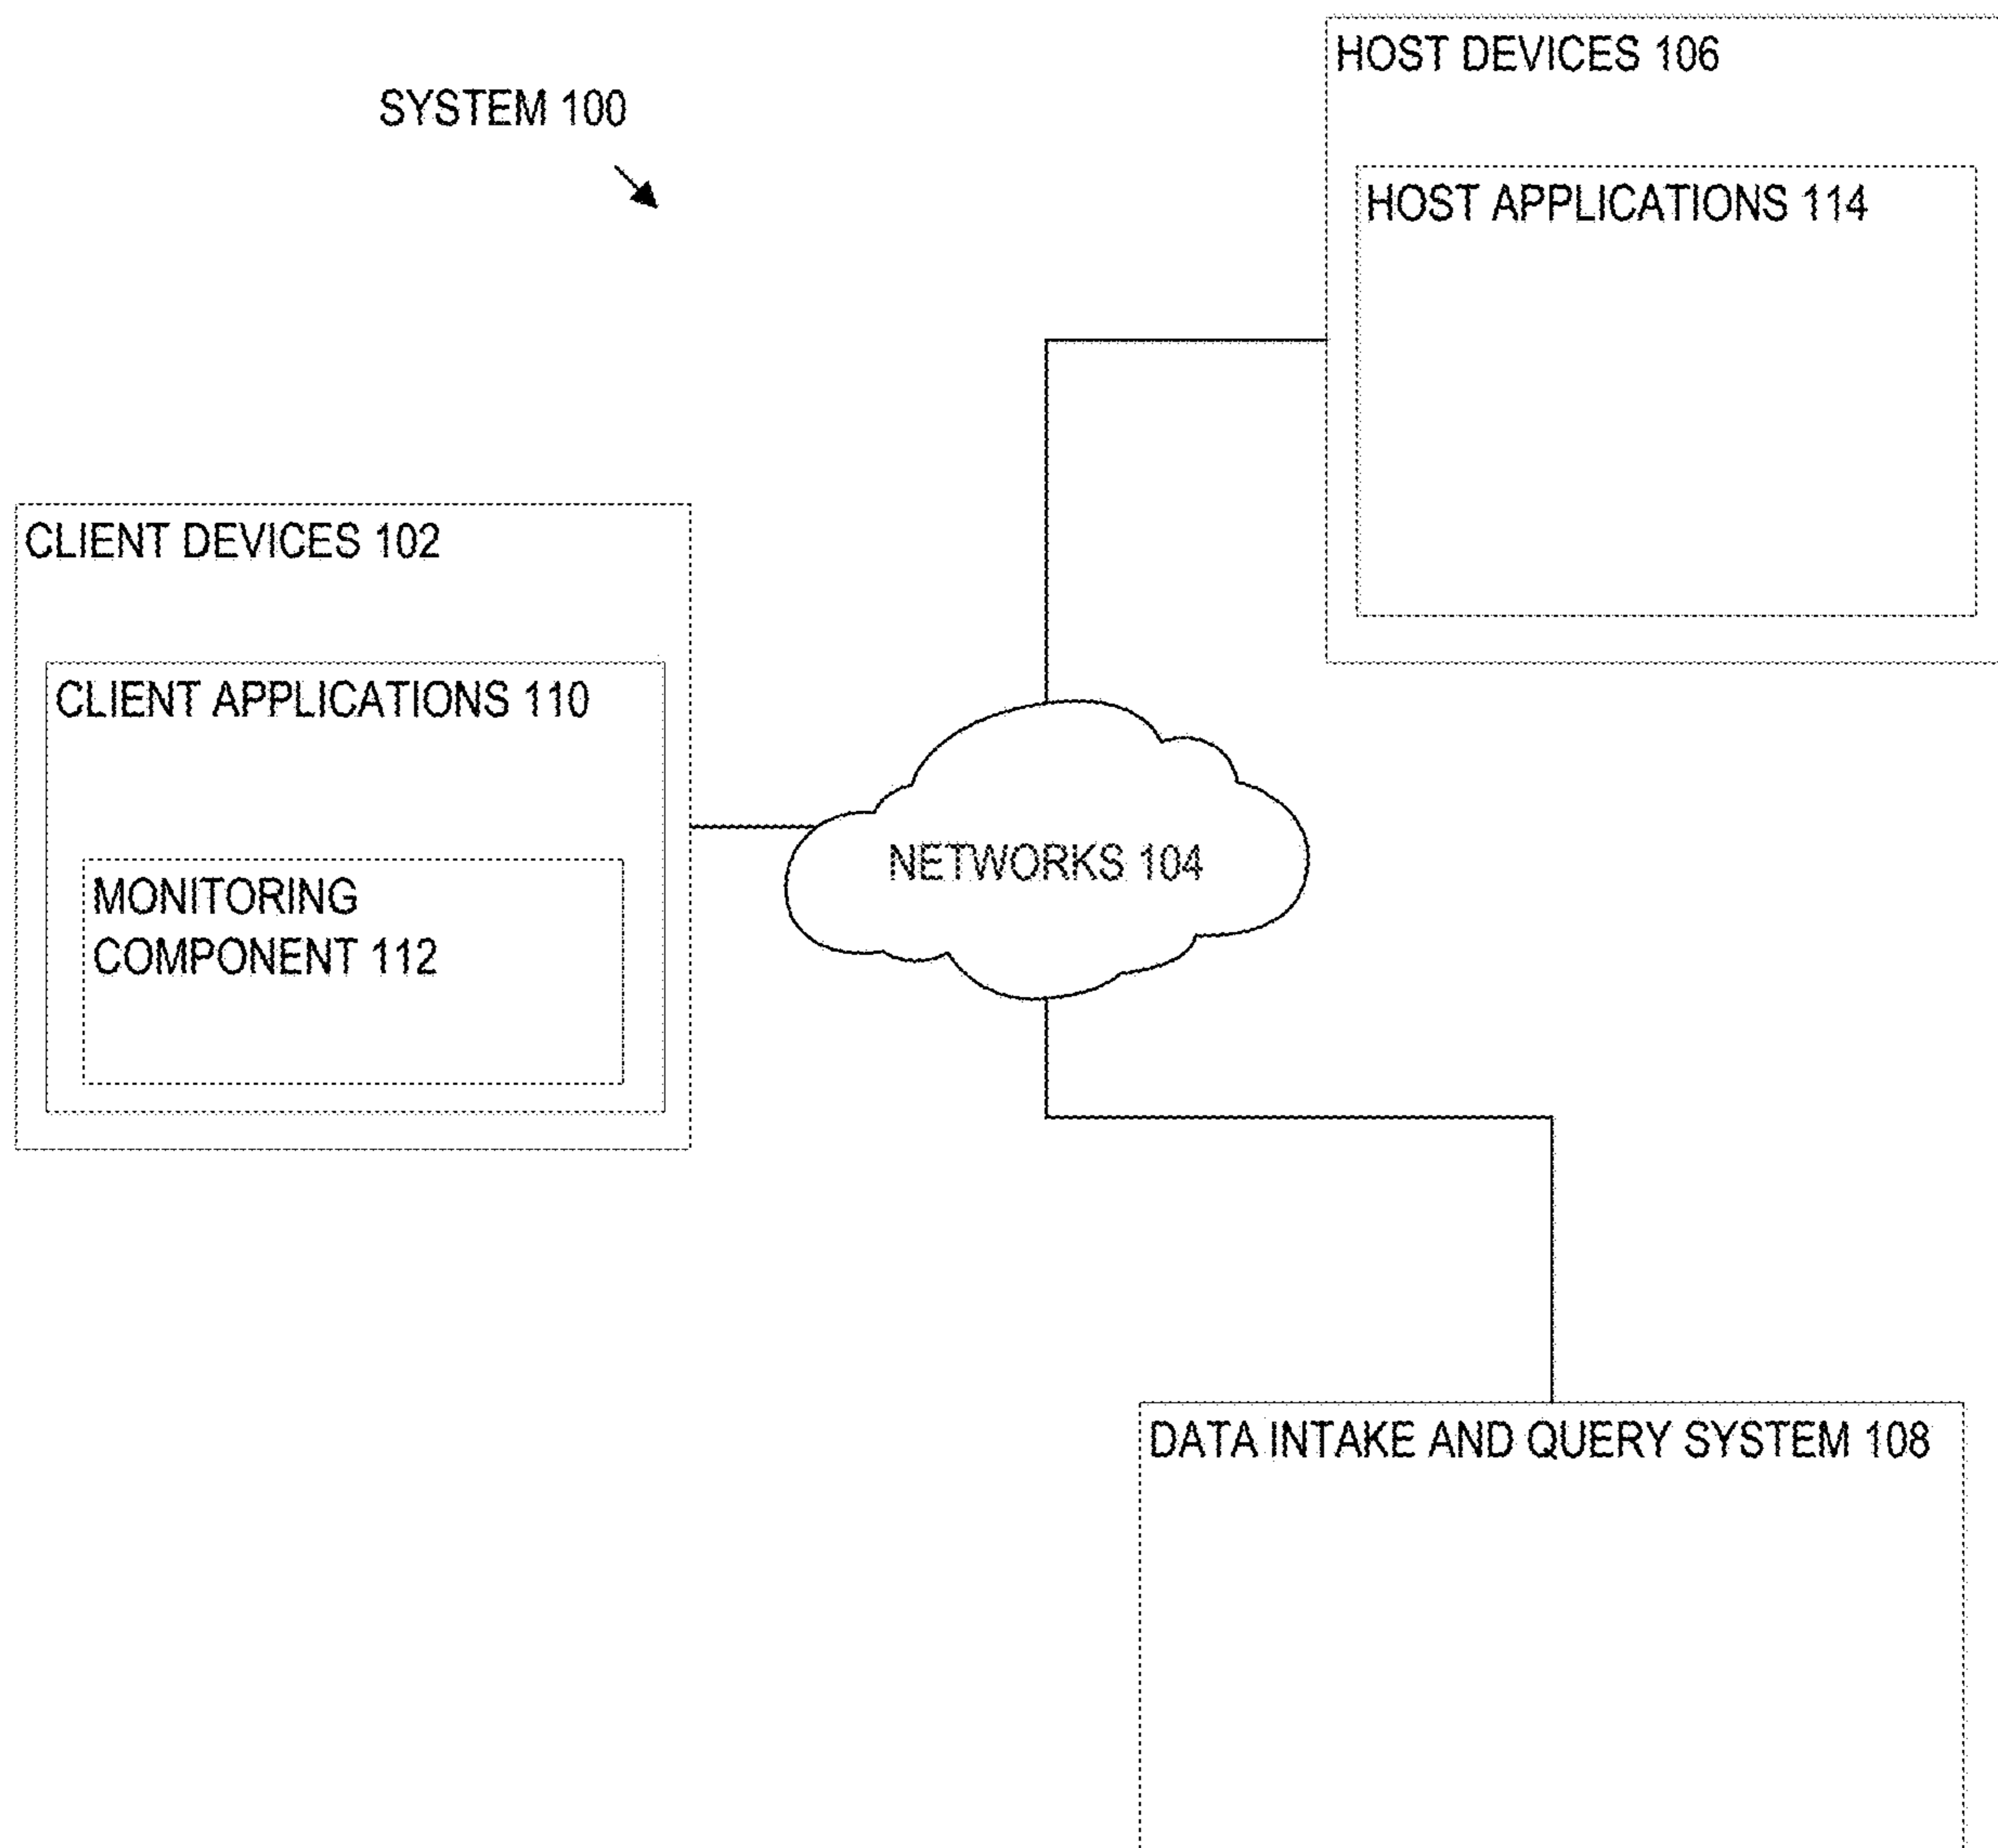 SYSTEM 100
HOST DEVICES 106
HOST APPLICATIONS 114
CLIENT DEVICES 102
CLIENT APPLICATIONS 110
MONITORING
COMPONENT 112
NETWORKS 104
DATA INTAKE AND QUERY SYSTEM 108